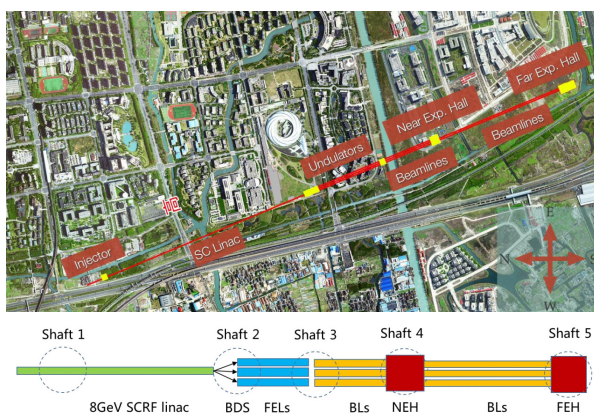 Far Exp. Hall
Near Exp. Hall
Beamlines
Undulators
Beamlines
SC Linac
Injector
E
N
W
Shaft 1
Shaft 2
Shaft 3
Shaft 4
Shaft 5
8GeV SCRF linac
BDS
FELs
BLs
NEH
BLs
FEH